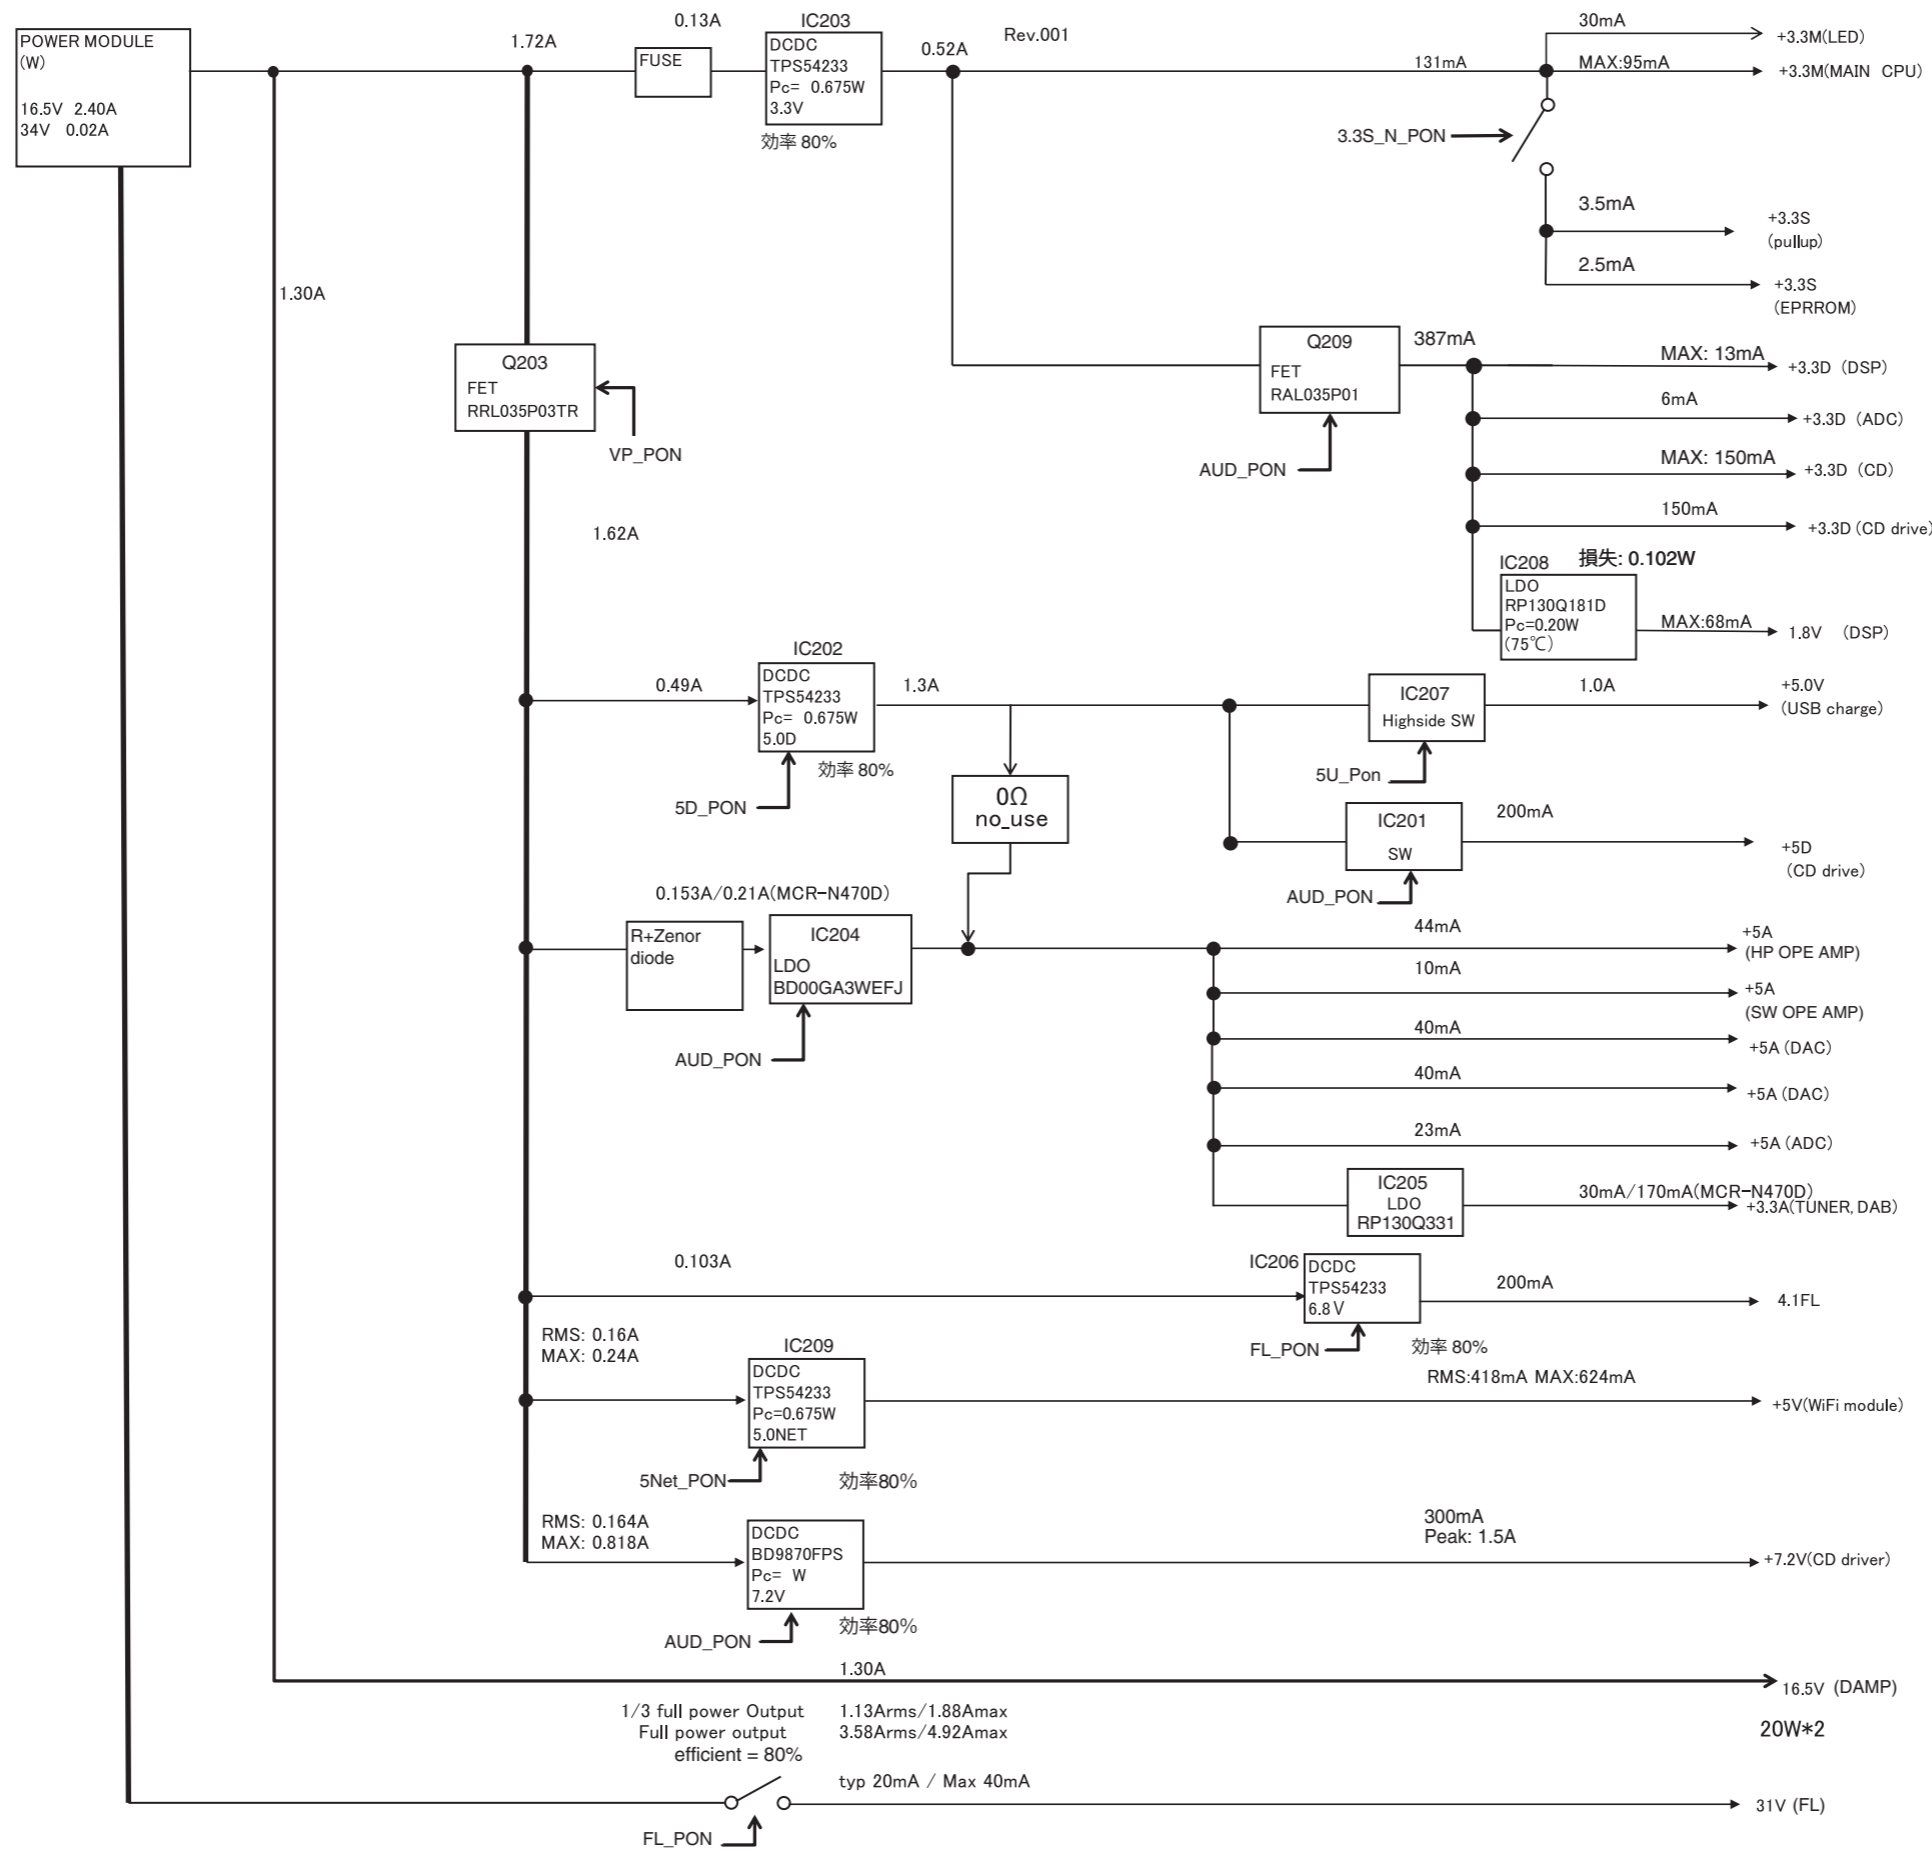 POWER MODULE
(W)
16.5V 2.40A
34V 0.02A
1.72A
0.13A
FUSE
IC203
DCDC
TPS54233
Pc= 0.675W
3.3V
効率 80%
0.52A
Rev.001
131mA
30mA
+3.3M(LED)
MAX:95mA
+3.3M(MAIN CPU)
3.3S_N_PON
3.5mA
+3.3S
(pullup)
2.5mA
+3.3S
(EPRROM)
1.30A
Q203
FET
RRL035P03TR
VP_PON
1.62A
Q209
FET
RAL035P01
AUD_PON
387mA
MAX: 13mA
+3.3D (DSP)
6mA
+3.3D (ADC)
MAX: 150mA
+3.3D (CD)
150mA
+3.3D (CD drive)
IC208
損失: 0.102W
LDO
RP130Q181D
Pc=0.20W
(75℃)
MAX:68mA
1.8V (DSP)
0.49A
IC202
DCDC
TPS54233
Pc= 0.675W
5.0D
効率 80%
5D_PON
1.3A
0Ω
no_use
IC207
Highside SW
5U_Pon
1.0A
+5.0V
(USB charge)
IC201
SW
AUD_PON
200mA
+5D
(CD drive)
0.153A/0.21A(MCR-N470D)
R+Zenor
diode
IC204
LDO
BD00GA3WEFJ
AUD_PON
44mA
+5A
(HP OPE AMP)
10mA
+5A
(SW OPE AMP)
40mA
+5A (DAC)
40mA
+5A (DAC)
23mA
+5A (ADC)
IC205
LDO
RP130Q331
30mA/170mA(MCR-N470D)
+3.3A(TUNER, DAB)
0.103A
IC206
DCDC
TPS54233
6.8V
FL_PON
効率 80%
200mA
4.1FL
RMS: 0.16A
MAX: 0.24A
IC209
DCDC
TPS54233
Pc=0.675W
5.0NET
5Net_PON
効率80%
RMS:418mA MAX:624mA
+5V(WiFi module)
RMS: 0.164A
MAX: 0.818A
DCDC
BD9870FPS
Pc= W
7.2V
AUD_PON
効率80%
300mA
Peak: 1.5A
+7.2V(CD driver)
1.30A
16.5V (DAMP)
20W*2
1/3 full power Output 1.13Arms/1.88Amax
Full power output 3.58Arms/4.92Amax
efficient = 80%
typ 20mA / Max 40mA
31V (FL)
FL_PON